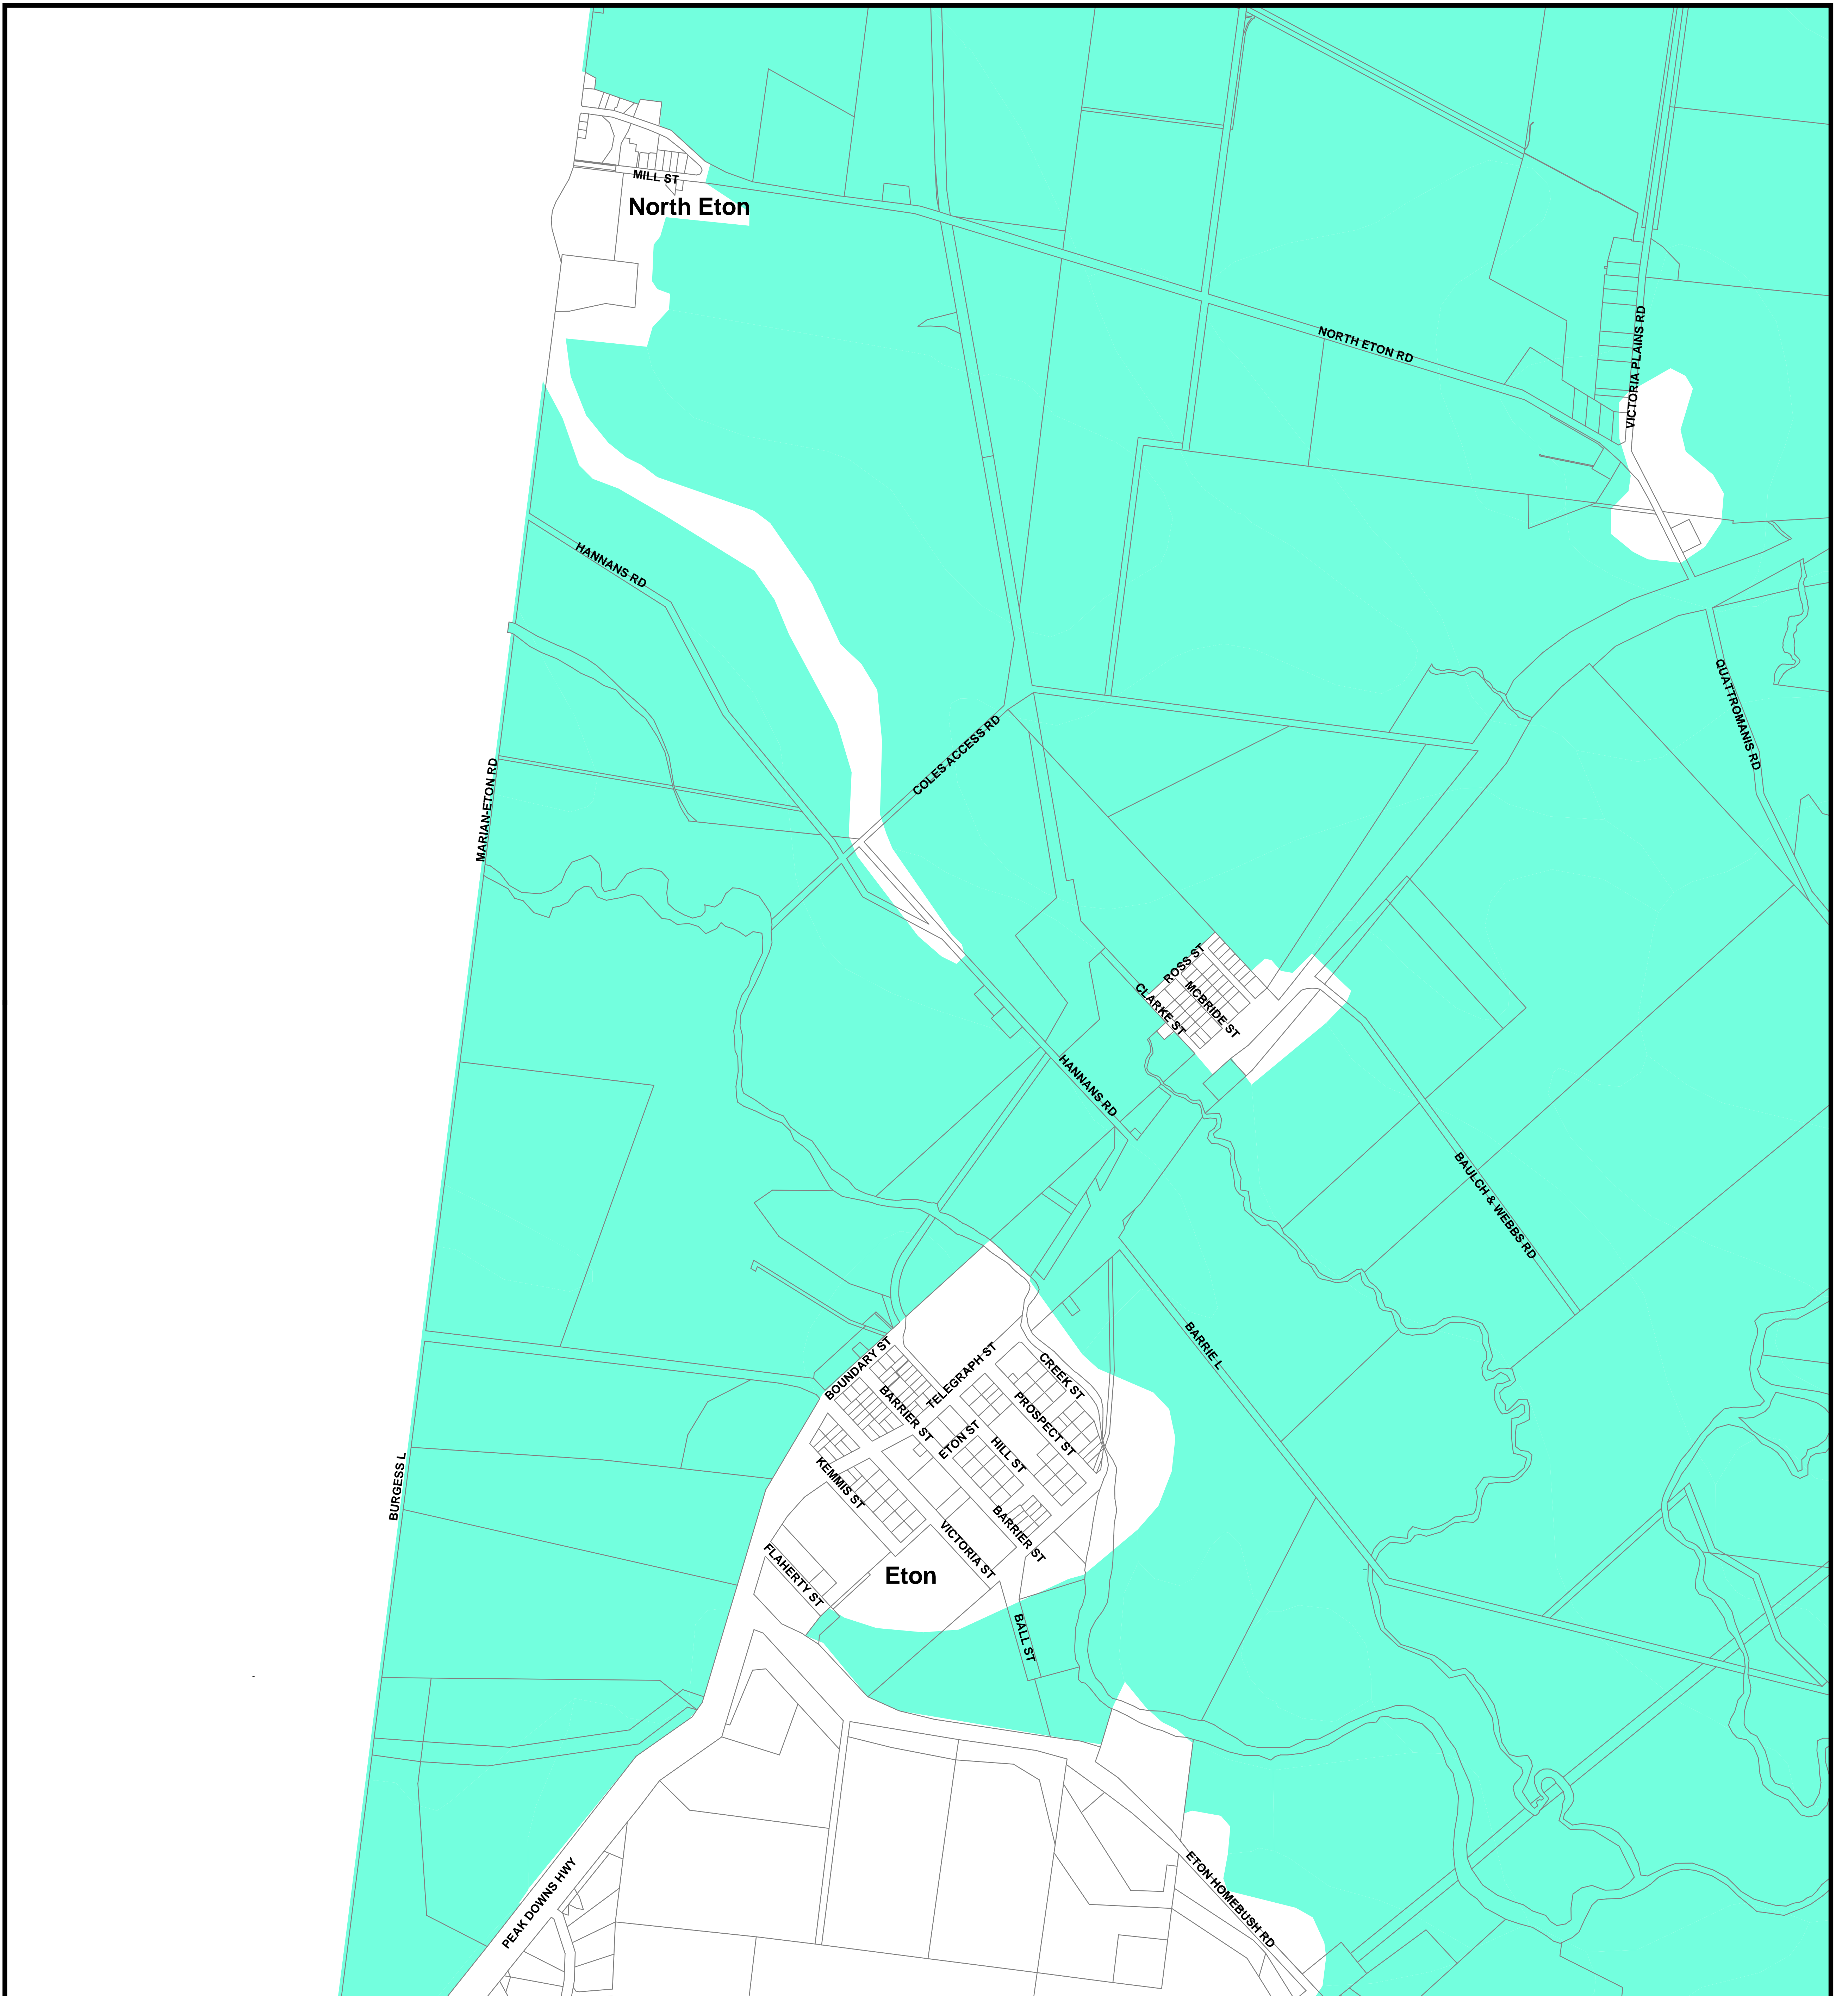 MILL ST
North Eton
NORTH ETON RD
VICTORIA PLAINS RD
HANNANS RD
QUATTROMANIS RD
COLES ACCESS RD
MARIAN-ETON RD
ROSS ST
MCBRIDE ST
CLARKE ST
HANNANS RD
BAULCH & WEBBS RD
BARRIE L
BOUNDARY ST
TELEGRAPH ST
CREEK ST
BARRIER ST
PROSPECT ST
ETON ST
HILL ST
KEMMIS ST
BURGESS L
BARRIER ST
VICTORIA ST
FLAHERTY ST
Eton
BALL ST
PEAK DOWNS HWY
ETON HOMEBUSH RD